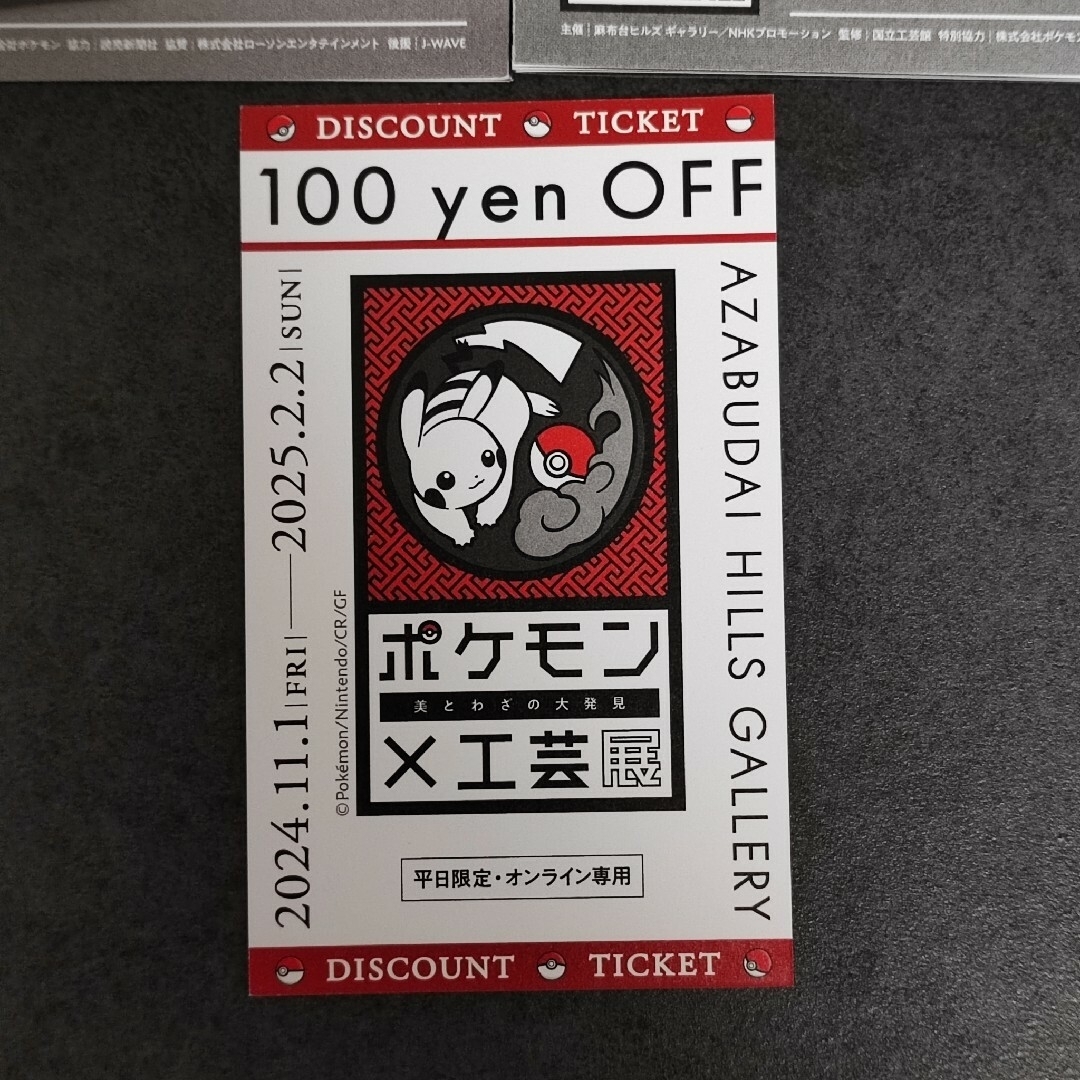 会社ポケモン 協力｜読売新聞社 協賛｜株式会社ローソンエンタテインメント 後援｜J-WAVE
主催｜麻布台ヒルズ ギャラリー／NHKプロモーション 監修｜国立工芸館 特別協力｜株式会社ポケモン
DISCOUNT TICKET
100 yen OFF
2024.11.1|FRI|—2025.2.2|SUN|
AZABUDAI HILLS GALLERY
©Pokémon/Nintendo/CR/GF
ポケモン
美とわざの大発見
×工芸展
平日限定・オンライン専用
DISCOUNT TICKET